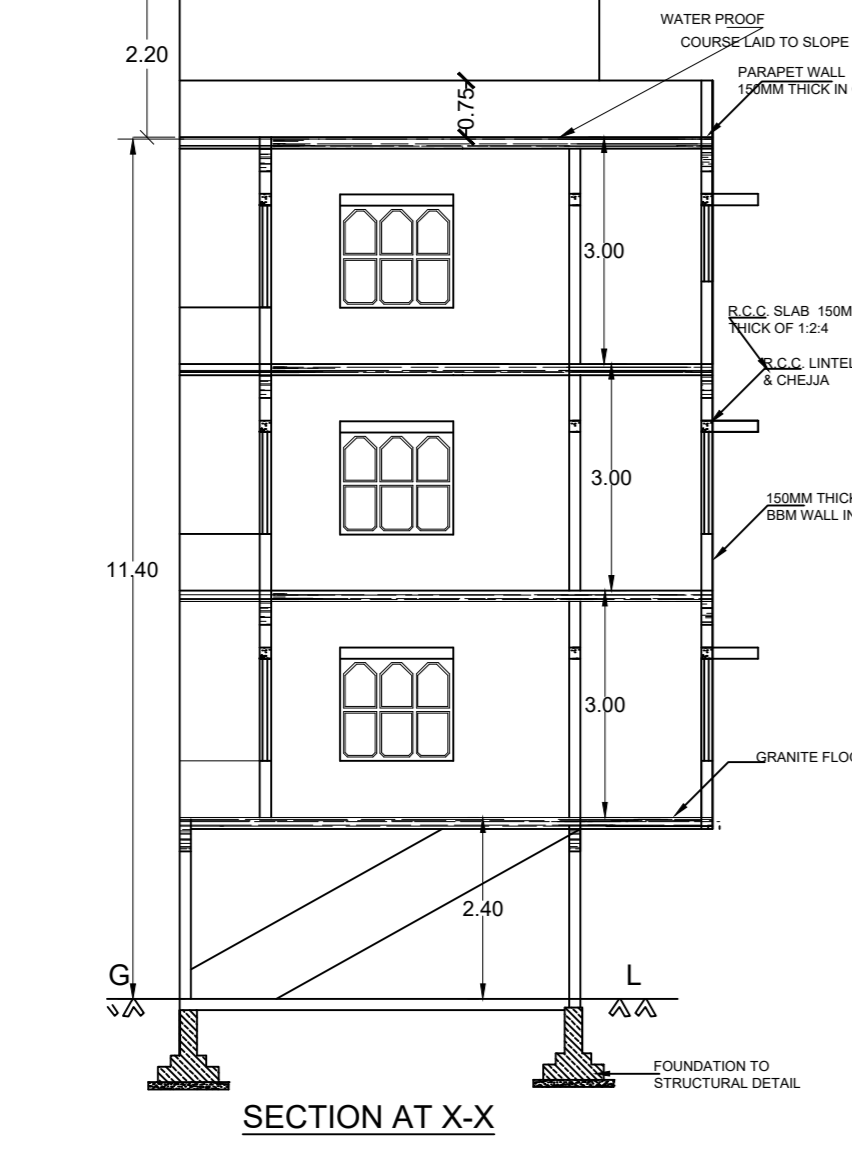 WATER PROOF
2.20
COURSE LAID TO SLOPE
PARAPET WALL
150MM THICK IN
0.75
3.00
R.C.C. SLAB 150M
THICK OF 1:2:4
R.C.C. LINTEL
& CHEJJA
3.00
150MM THICK
BBM WALL IN
11.40
3.00
GRANITE FLOO
2.40
G
L
FOUNDATION TO
STRUCTURAL DETAIL
SECTION AT X-X